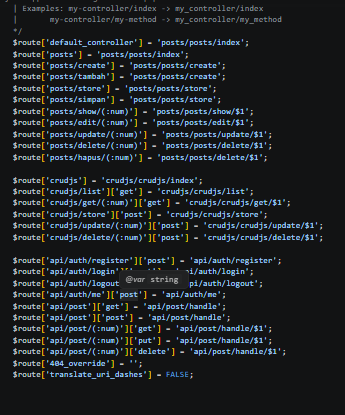 | Examples: my-controller/index -> my_controller/index
| my-controller/my-method -> my_controller/my_method
*/
$route['default_controller'] = 'posts/posts/index';
$route['posts'] = 'posts/posts/index';
$route['posts/create'] = 'posts/posts/create';
$route['posts/tambah'] = 'posts/posts/create';
$route['posts/store'] = 'posts/posts/store';
$route['posts/simpan'] = 'posts/posts/store';
$route['posts/show/(:num)'] = 'posts/posts/show/$1';
$route['posts/edit/(:num)'] = 'posts/posts/edit/$1';
$route['posts/update/(:num)'] = 'posts/posts/update/$1';
$route['posts/delete/(:num)'] = 'posts/posts/delete/$1';
$route['posts/hapus/(:num)'] = 'posts/posts/delete/$1';
$route['crudjs'] = 'crudjs/crudjs/index';
$route['crudjs/list']['get'] = 'crudjs/crudjs/list';
$route['crudjs/get/(:num)']['get'] = 'crudjs/crudjs/get/$1';
$route['crudjs/store']['post'] = 'crudjs/crudjs/store';
$route['crudjs/update/(:num)']['post'] = 'crudjs/crudjs/update/$1';
$route['crudjs/delete/(:num)']['post'] = 'crudjs/crudjs/delete/$1';
$route['api/auth/register']['post'] = 'api/auth/register';
$route['api/auth/login'] 'api/auth/login';
$route['api/auth/logout 'api/auth/logout';
@var string
$route['api/auth/me']['post'] = 'api/auth/me';
$route['api/post']['get'] = 'api/post/handle';
$route['api/post']['post'] = 'api/post/handle';
$route['api/post/(:num)']['get'] = 'api/post/handle/$1';
$route['api/post/(:num)']['put'] = 'api/post/handle/$1';
$route['api/post/(:num)']['delete'] = 'api/post/handle/$1';
$route['404_override'] = '';
$route['translate_uri_dashes'] = FALSE;